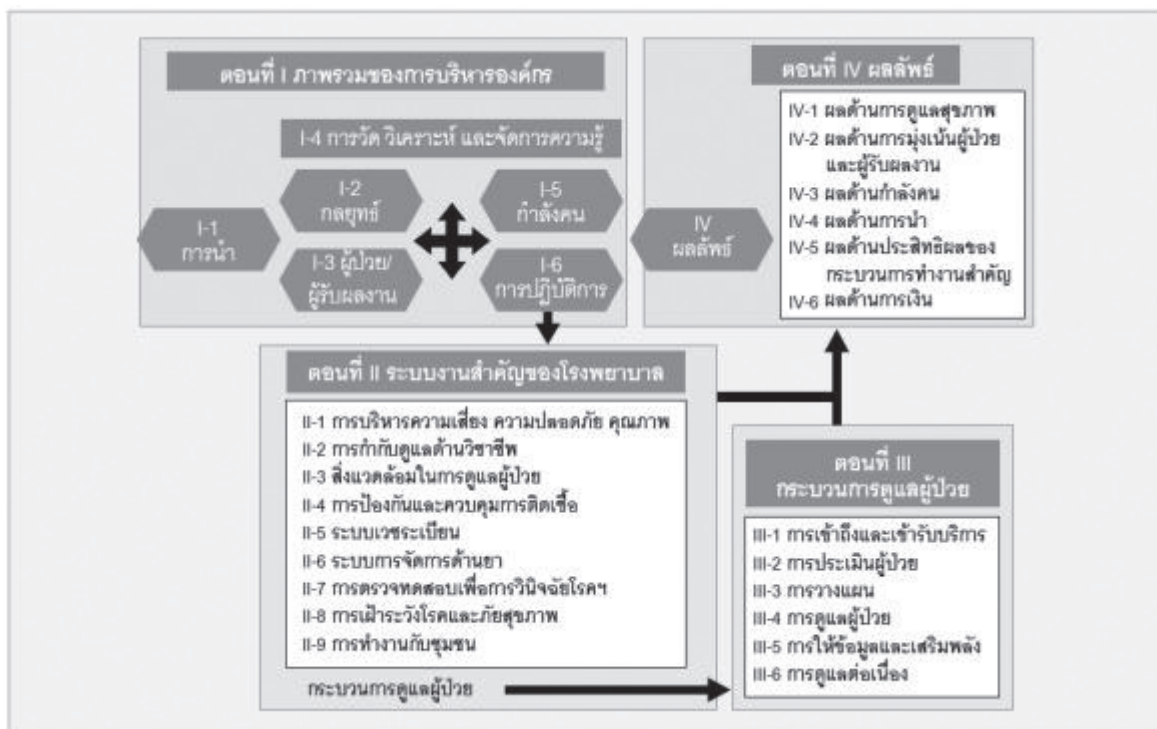 ตอนที่ I ภาพรวมของการบริหารองค์กร
I-4 การวัด วิเคราะห์ และจัดการความรู้
I-1
การนำ
I-2
กลยุทธ์
I-3 ผู้ป่วย/
ผู้รับผลงาน
I-5
กำลังคน
I-6
การปฏิบัติการ
ตอนที่ IV ผลลัพธ์
IV
ผลลัพธ์
IV-1 ผลด้านการดูแลสุขภาพ
IV-2 ผลด้านการมุ่งเน้นผู้ป่วย
และผู้รับผลงาน
IV-3 ผลด้านกำลังคน
IV-4 ผลด้านการนำ
IV-5 ผลด้านประสิทธิผลของ
กระบวนการทำงานสำคัญ
IV-6 ผลด้านการเงิน
ตอนที่ II ระบบงานสำคัญของโรงพยาบาล
II-1 การบริหารความเสี่ยง ความปลอดภัย คุณภาพ
II-2 การกำกับดูแลด้านวิชาชีพ
II-3 สิ่งแวดล้อมในการดูแลผู้ป่วย
II-4 การป้องกันและควบคุมการติดเชื้อ
II-5 ระบบเวชระเบียน
II-6 ระบบการจัดการด้านยา
II-7 การตรวจทดสอบเพื่อการวินิจฉัยโรคฯ
II-8 การเฝ้าระวังโรคและภัยสุขภาพ
II-9 การทำงานกับชุมชน
กระบวนการดูแลผู้ป่วย
ตอนที่ III
กระบวนการดูแลผู้ป่วย
III-1 การเข้าถึงและเข้ารับบริการ
III-2 การประเมินผู้ป่วย
III-3 การวางแผน
III-4 การดูแลผู้ป่วย
III-5 การให้ข้อมูลและเสริมพลัง
III-6 การดูแลต่อเนื่อง